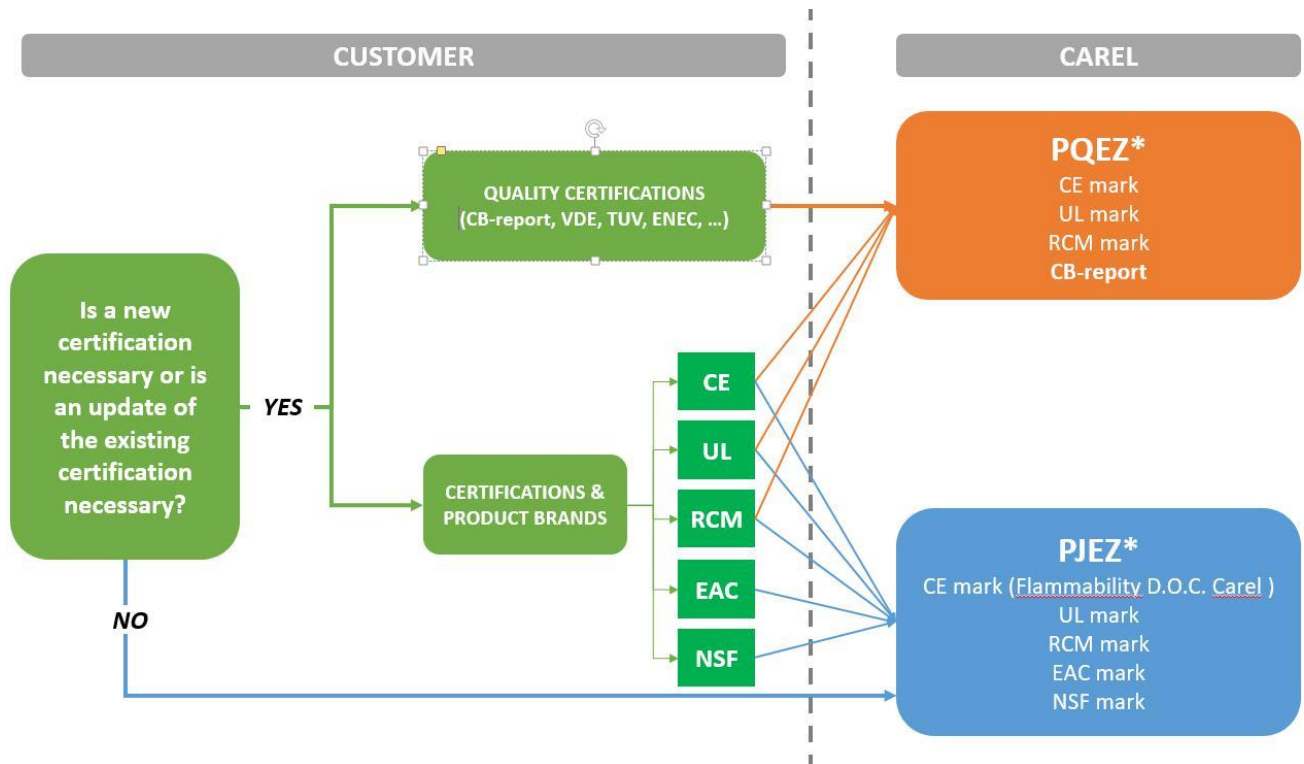 CUSTOMER
CAREL
Is a new
certification
necessary or is
an update of
the existing
certification
necessary?
YES
NO
QUALITY CERTIFICATIONS
(CB-report, VDE, TUV, ENEC, ...)
CERTIFICATIONS &
PRODUCT BRANDS
CE
UL
RCM
EAC
NSF
PQEZ*
CE mark
UL mark
RCM mark
CB-report
PJEZ*
CE mark (Flammability D.O.C. Carel )
UL mark
RCM mark
EAC mark
NSF mark